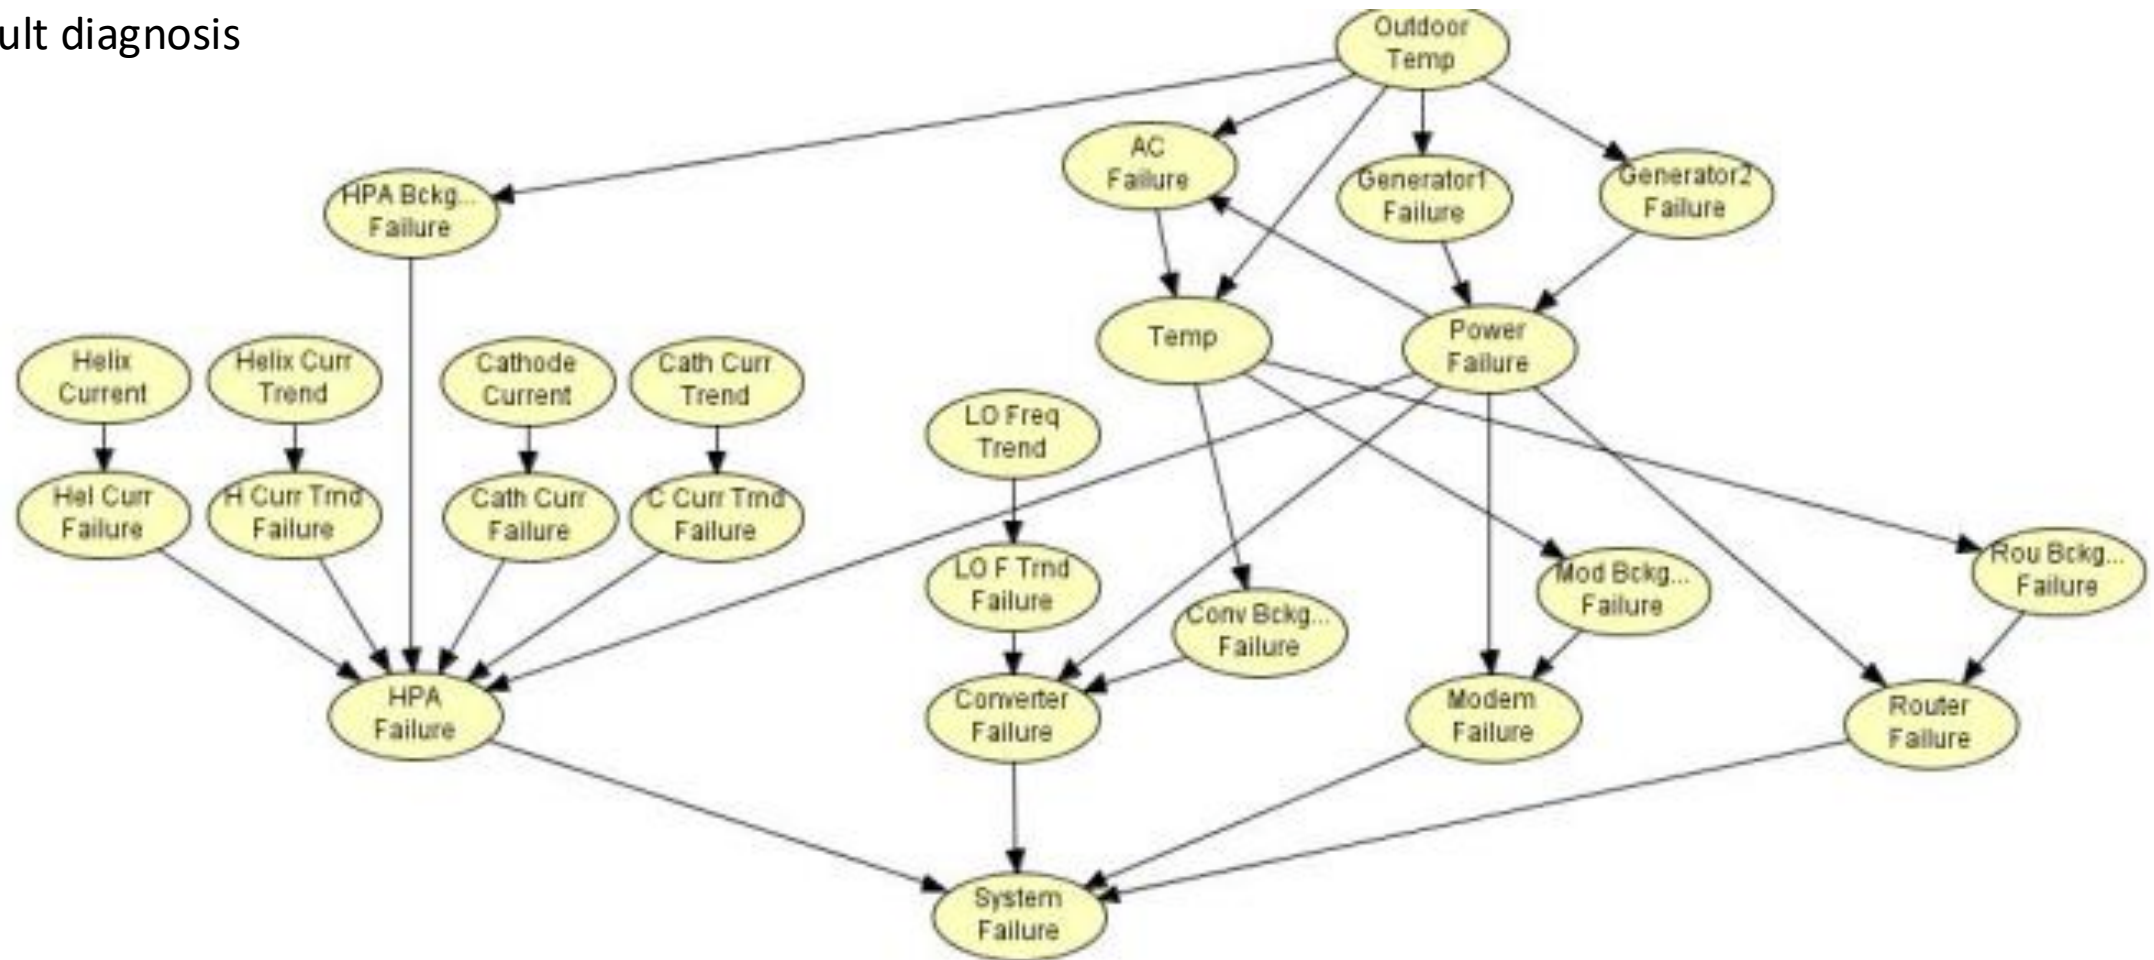 ult diagnosis
Outdoor
Temp
AC
Failure
Generator1
Failure
Generator2
Failure
HPA Bckg...
Failure
Temp
Power
Failure
Helix
Current
Helix Curr
Trend
Cathode
Current
Cath Curr
Trend
LO Freq
Trend
Hel Curr
Failure
H Curr Trnd
Failure
Cath Curr
Failure
C Curr Trnd
Failure
LO F Trnd
Failure
Conv Bckg...
Failure
Mod Bckg...
Failure
Rou Bckg...
Failure
HPA
Failure
Converter
Failure
Modem
Failure
Router
Failure
System
Failure